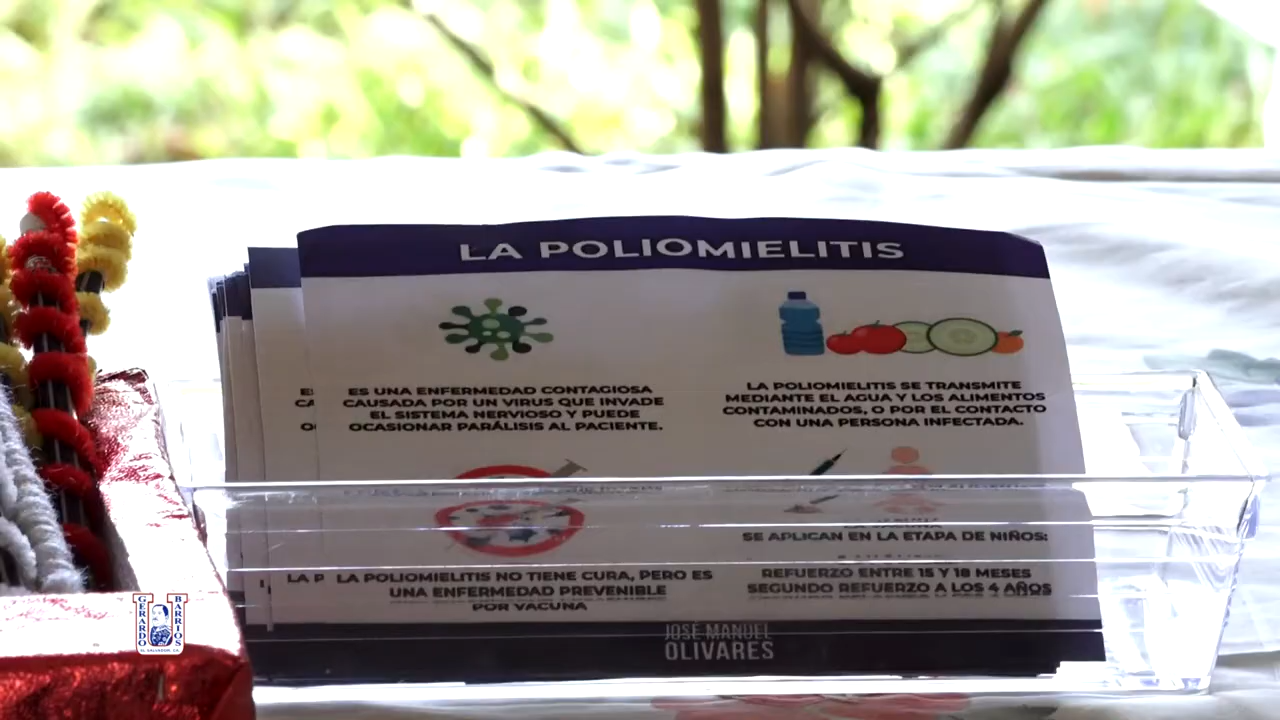 LA POLIOMIELITIS
ES UNA ENFERMEDAD CONTAGIOSA
CAUSADA POR UN VIRUS QUE INVADE
EL SISTEMA NERVIOSO Y PUEDE
OCASIONAR PARÁLISIS AL PACIENTE.
LA POLIOMIELITIS SE TRANSMITE
MEDIANTE EL AGUA Y LOS ALIMENTOS
CONTAMINADOS, O POR EL CONTACTO
CON UNA PERSONA INFECTADA.
LA POLIOMIELITIS NO TIENE CURA, PERO ES
UNA ENFERMEDAD PREVENIBLE
POR VACUNA
SE APLICAN EN LA ETAPA DE NIÑOS:
REFUERZO ENTRE 15 Y 18 MESES
SEGUNDO REFUERZO A LOS 4 AÑOS
JOSÉ MANUEL
OLIVARES
GERARDO
BARRIOS